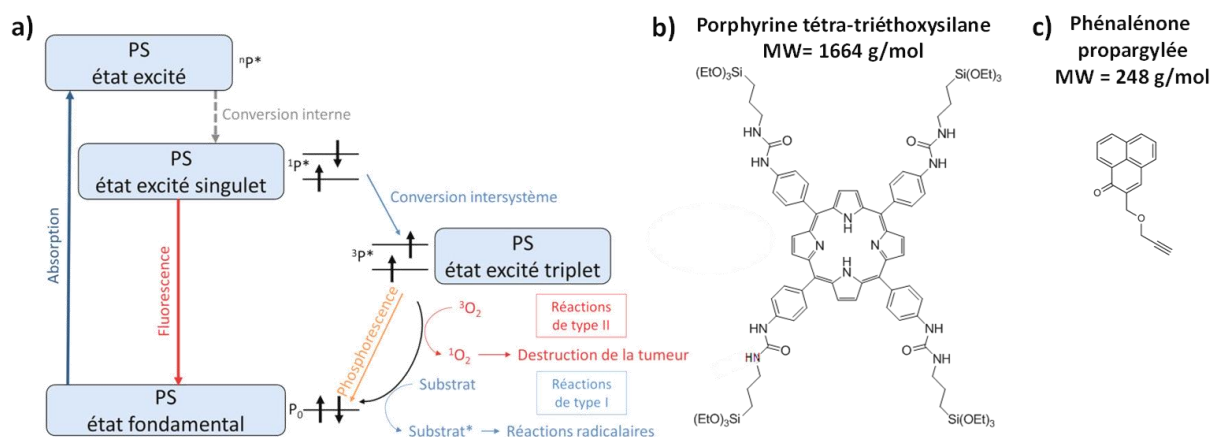 a)
PS
état excité
ⁿP*
Conversion interne
PS
état excité singulet
¹P*
Conversion intersystème
³P*
PS
état excité triplet
Absorption
Fluorescence
Phosphorescence
³O₂
Réactions
de type II
¹O₂
Destruction de la tumeur
Substrat
Réactions
de type I
PS
état fondamental
P₀
Substrat*
Réactions radicalaires
b)
Porphyrine tétra-triéthoxysilane
MW= 1664 g/mol
(EtO)₃Si
Si(OEt)₃
NH
O
NH
HN
O
HN
NH
N
N
HN
NH
O
HN
NH
O
HN
(EtO)₃Si
Si(OEt)₃
c)
Phénalénone
propargylée
MW = 248 g/mol
O
O